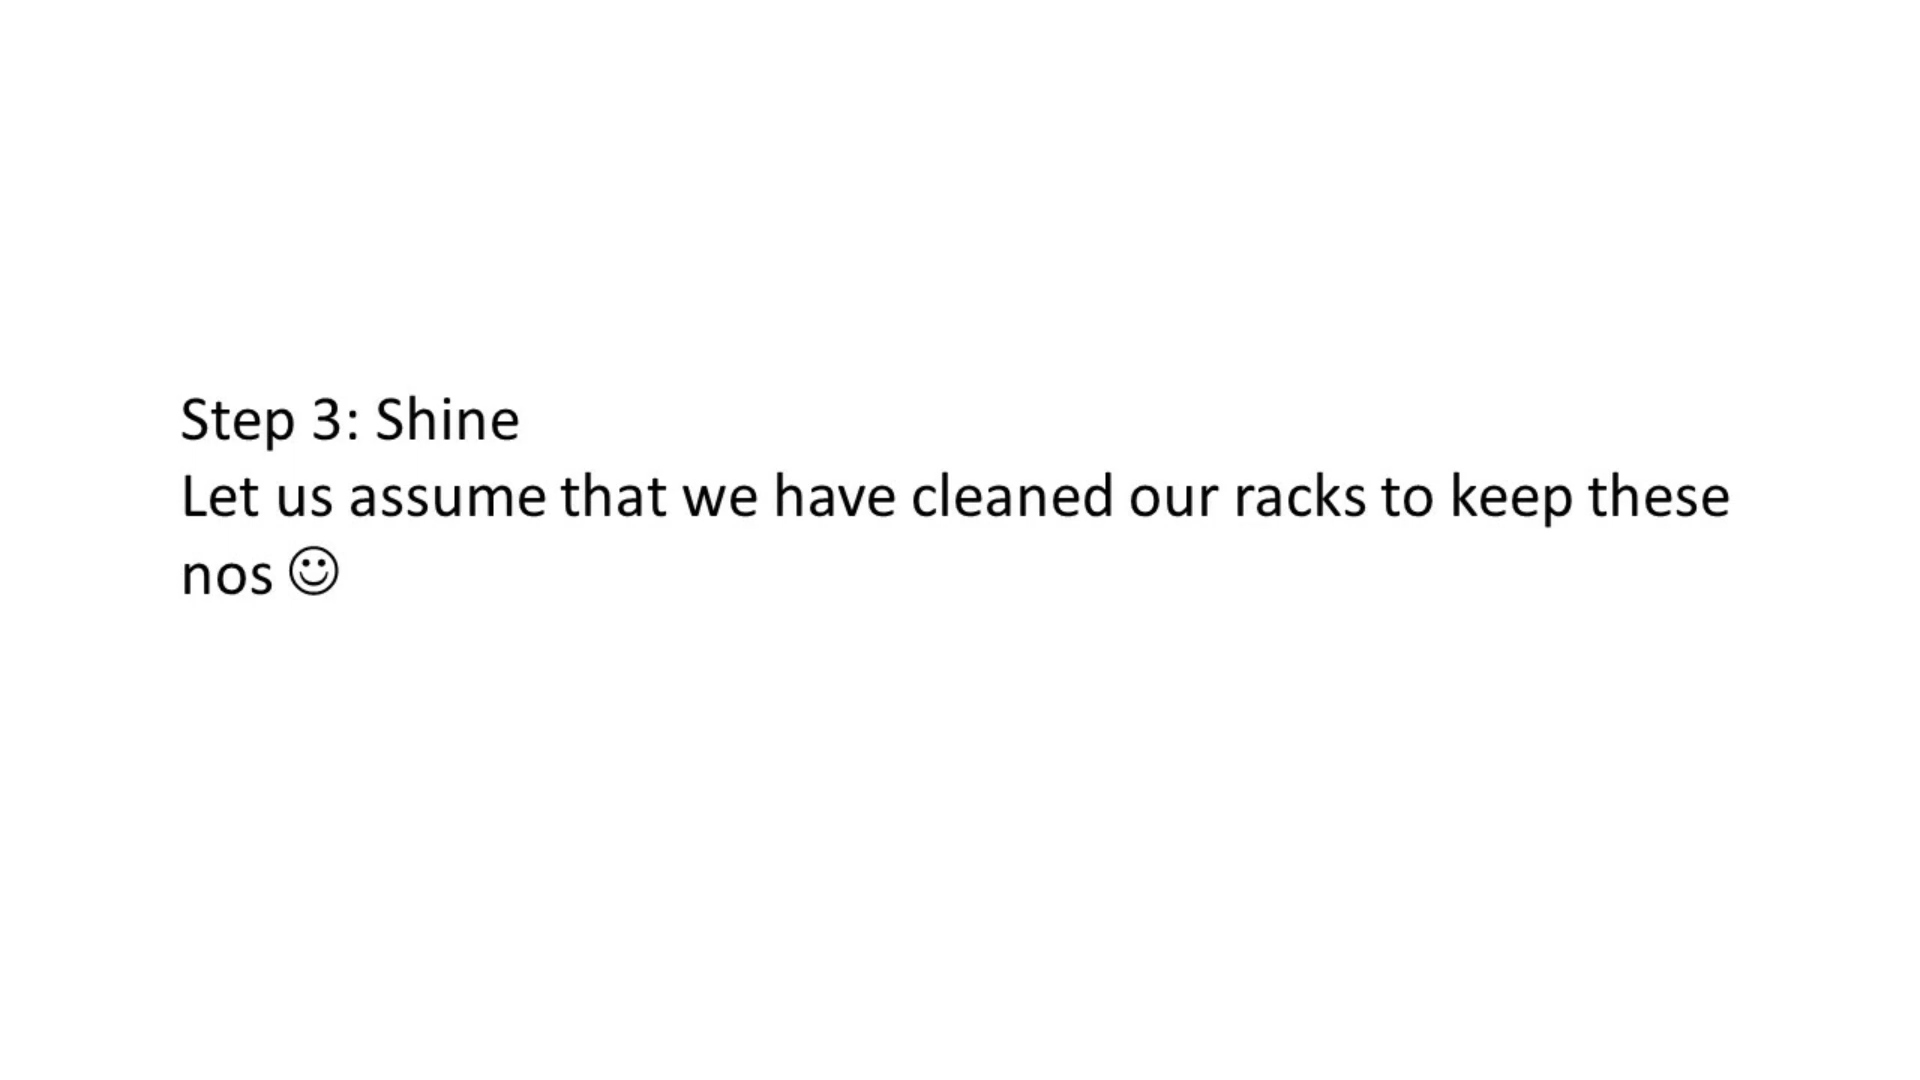 Step 3: Shine
Let us assume that we have cleaned our racks to keep these
nos ☺